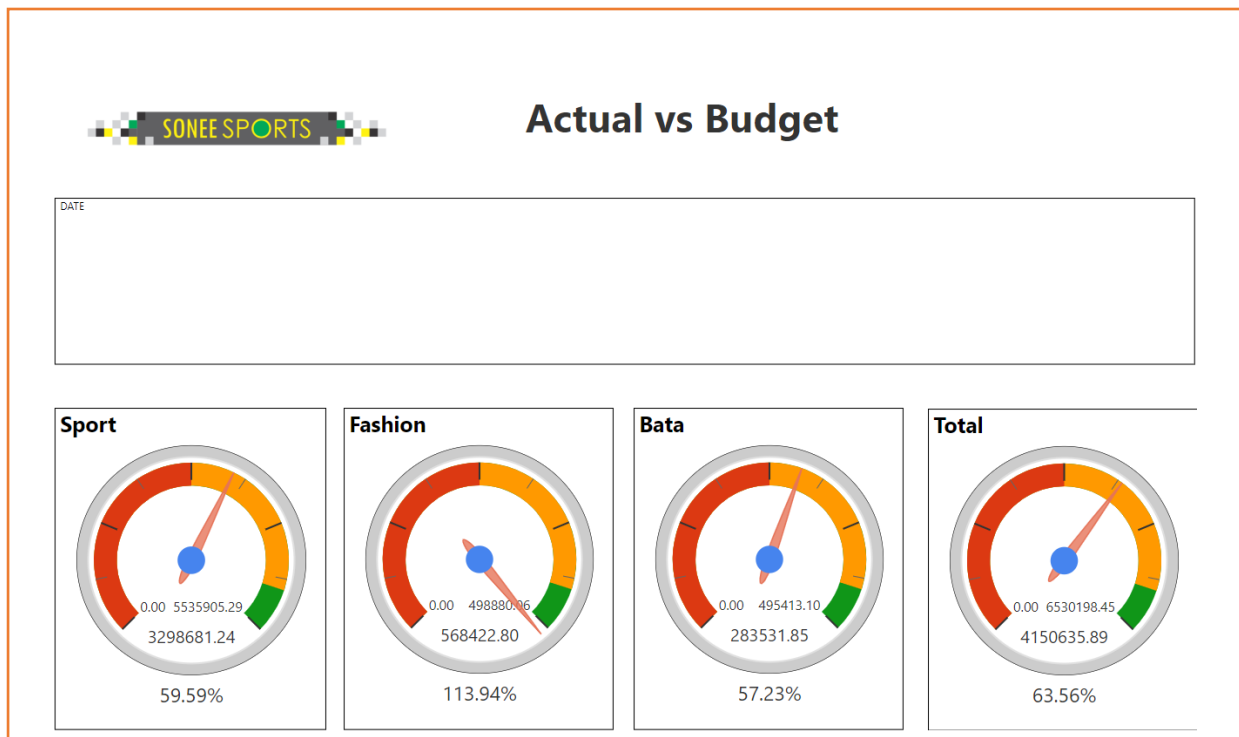 SONEE SPORTS
Actual vs Budget
DATE
Sport
0.00 5535905.29
3298681.24
59.59%
Fashion
0.00 498880.06
568422.80
113.94%
Bata
0.00 495413.10
283531.85
57.23%
Total
0.00 6530198.45
4150635.89
63.56%